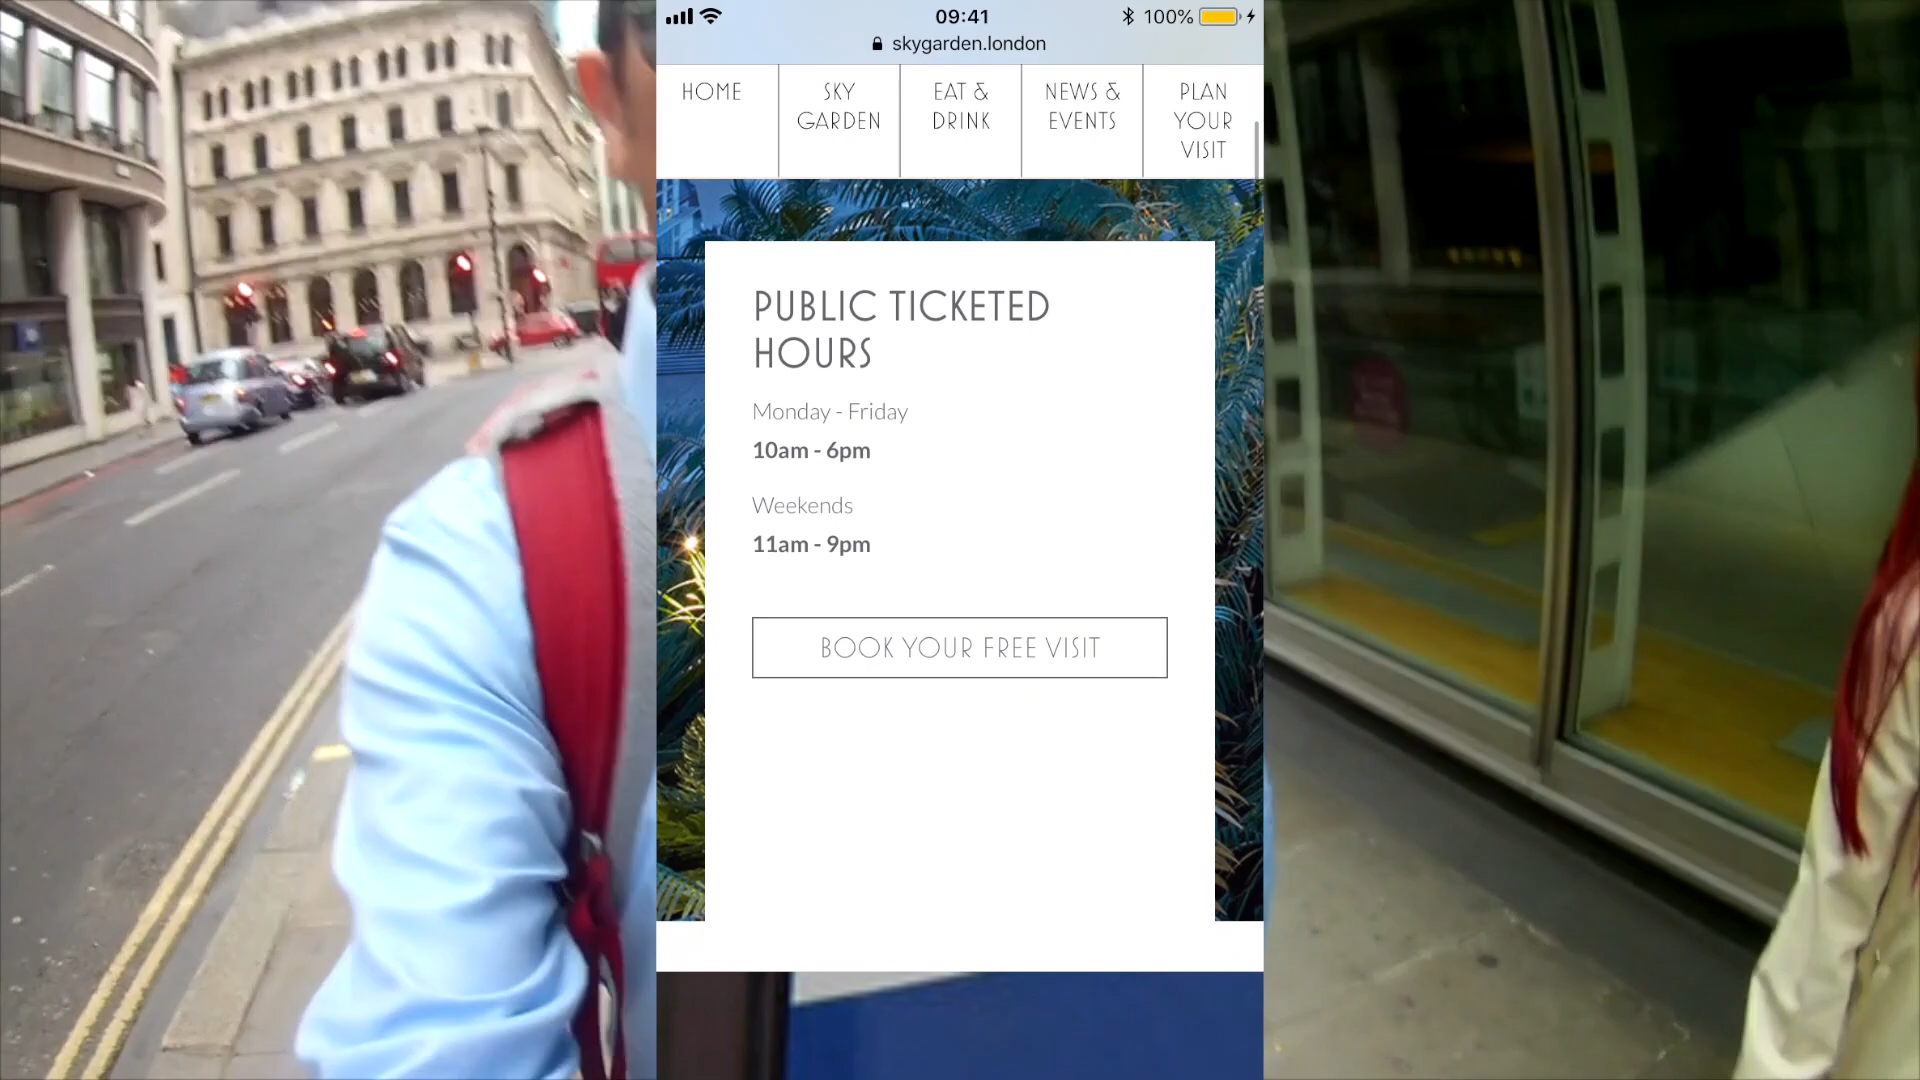 09:41
100%
skygarden.london
HOME
SKY GARDEN
EAT & DRINK
NEWS & EVENTS
PLAN YOUR VISIT
PUBLIC TICKETED
HOURS
Monday - Friday
10am - 6pm
Weekends
11am - 9pm
BOOK YOUR FREE VISIT